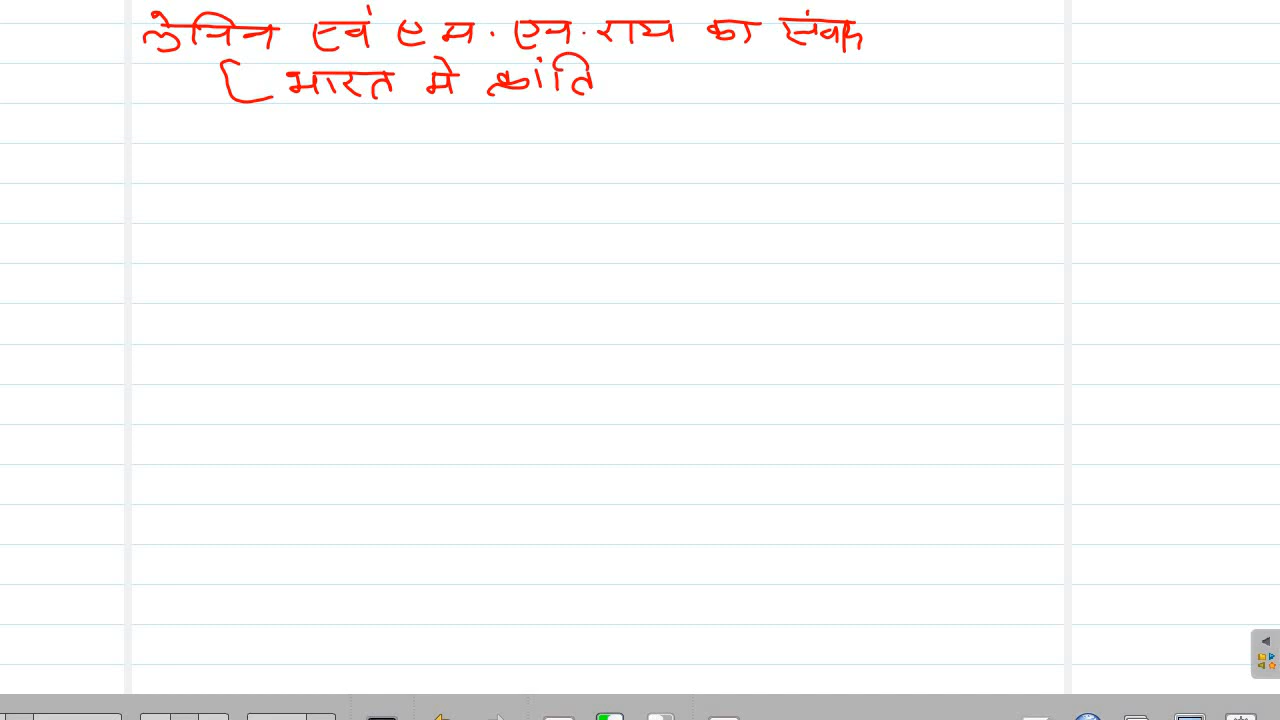 लेनिन एवं एम. एन. राय का संवाद
भारत मे क्रांति